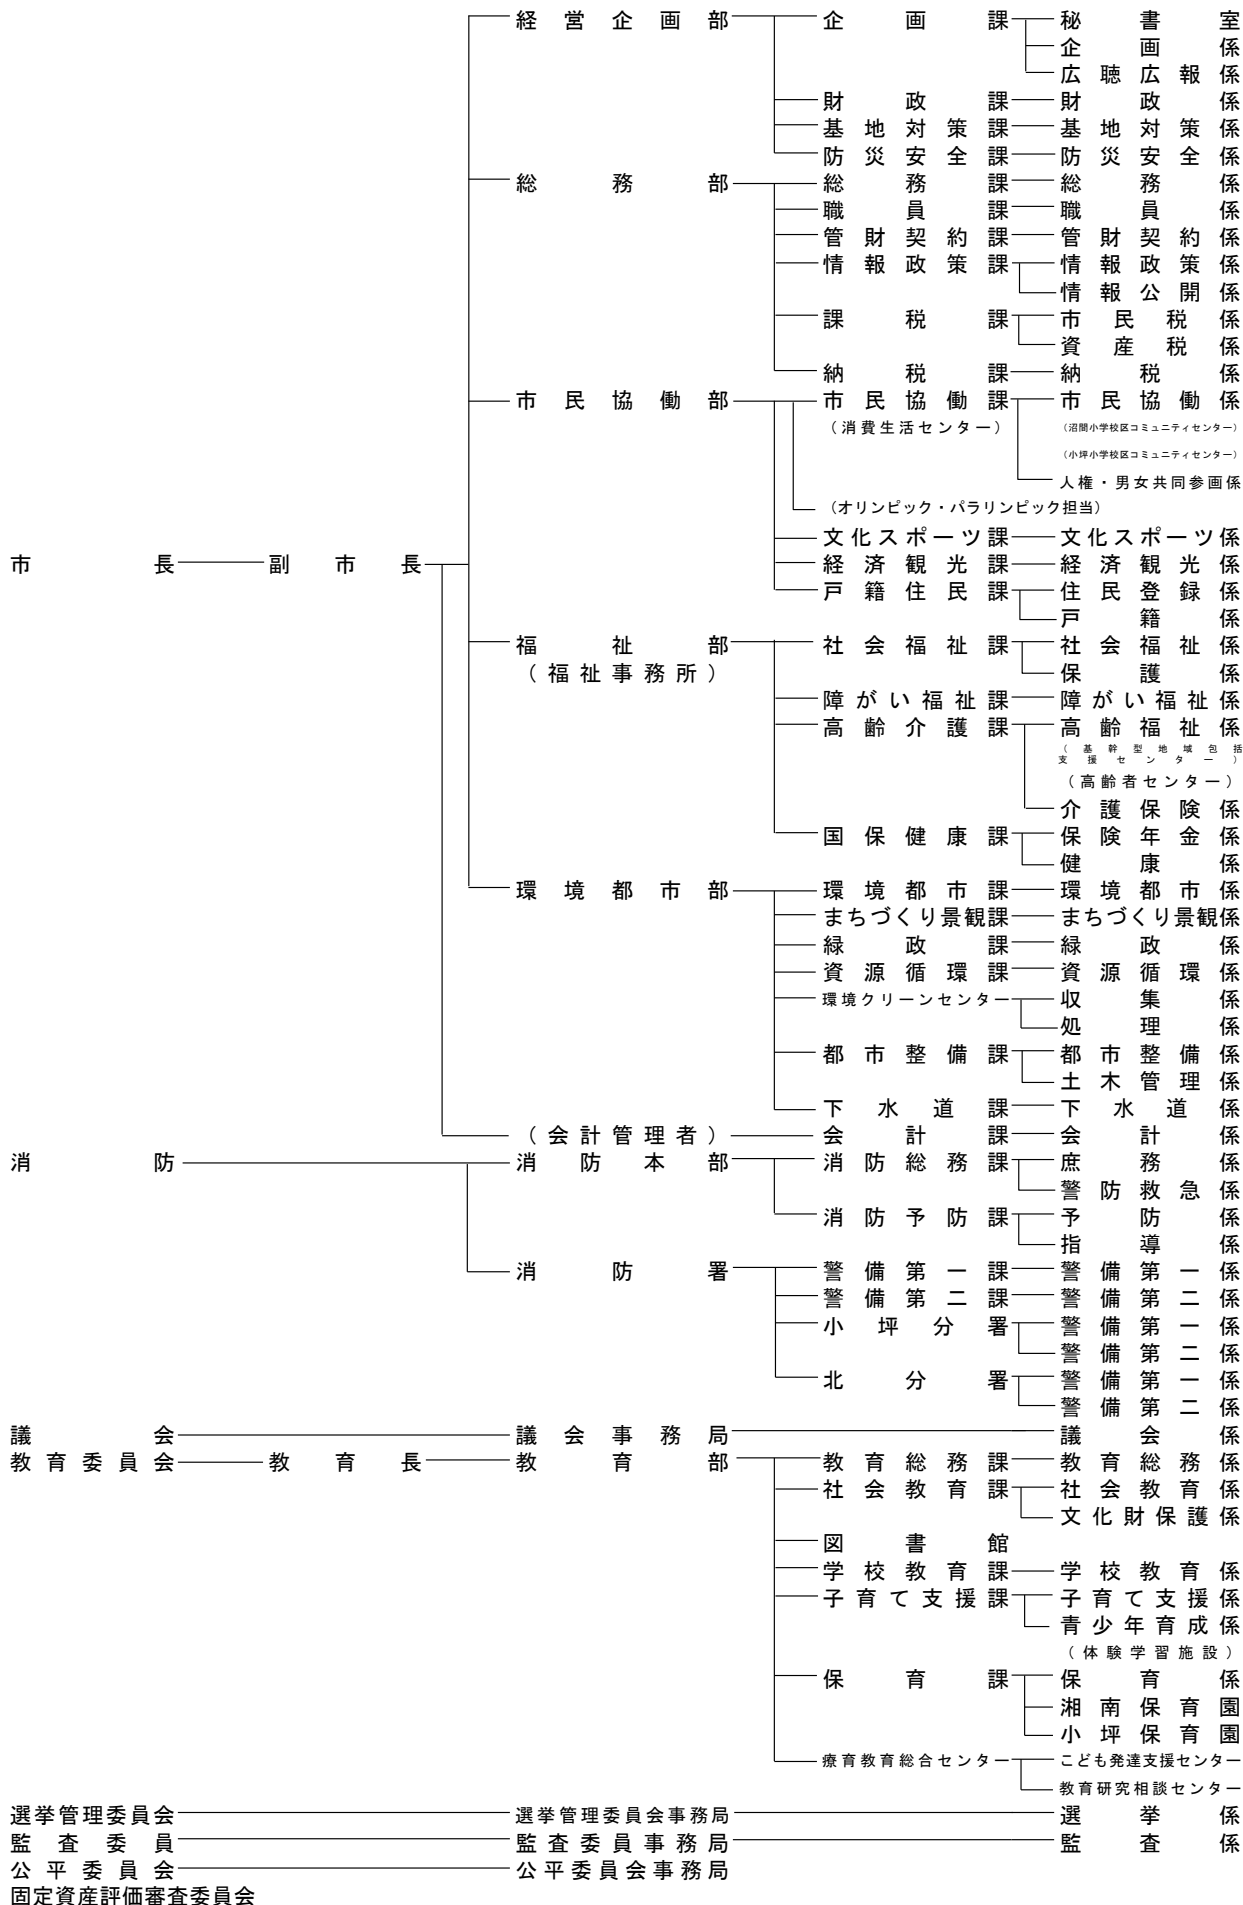 経営企画部 企画課 秘書室
企画係
広聴広報係
財政課 財政係
基地対策課 基地対策係
防災安全課 防災安全係
総務部 総務課 総務係
職員課 職員係
管財契約課 管財契約係
情報政策課 情報政策係
情報公開係
課税課 市民税係
資産税係
納税課 納税係
市民協働部 市民協働課 市民協働係
（消費生活センター） （沼間小学校区コミュニティセンター）
（小坪小学校区コミュニティセンター）
人権・男女共同参画係
（オリンピック・パラリンピック担当）
文化スポーツ課 文化スポーツ係
市長 副市長 経済観光課 経済観光係
戸籍住民課 住民登録係
戸籍係
福祉部 社会福祉課 社会福祉係
（福祉事務所） 保護係
障がい福祉課 障がい福祉係
高齢介護課 高齢福祉係
（基幹型地域包括
支援センター）
（高齢者センター）
介護保険係
国保健康課 保険年金係
健康係
環境都市部 環境都市課 環境都市係
まちづくり景観課 まちづくり景観係
緑政課 緑政係
資源循環課 資源循環係
環境クリーンセンター 収集係
処理係
都市整備課 都市整備係
土木管理係
下水道課 下水道係
（会計管理者） 会計課 会計係
消防 消防本部 消防総務課 庶務係
警防救急係
消防予防課 予防係
指導係
消防署 警備第一課 警備第一係
警備第二課 警備第二係
小坪分署 警備第一係
警備第二係
北分署 警備第一係
警備第二係
議会 議会事務局 議会係
教育委員会 教育長 教育部 教育総務課 教育総務係
社会教育課 社会教育係
文化財保護係
図書館
学校教育課 学校教育係
子育て支援課 子育て支援係
青少年育成係
（体験学習施設）
保育課 保育係
湘南保育園
小坪保育園
療育教育総合センター こども発達支援センター
教育研究相談センター
選挙管理委員会 選挙管理委員会事務局 選挙係
監査委員 監査委員事務局 監査係
公平委員会 公平委員会事務局
固定資産評価審査委員会